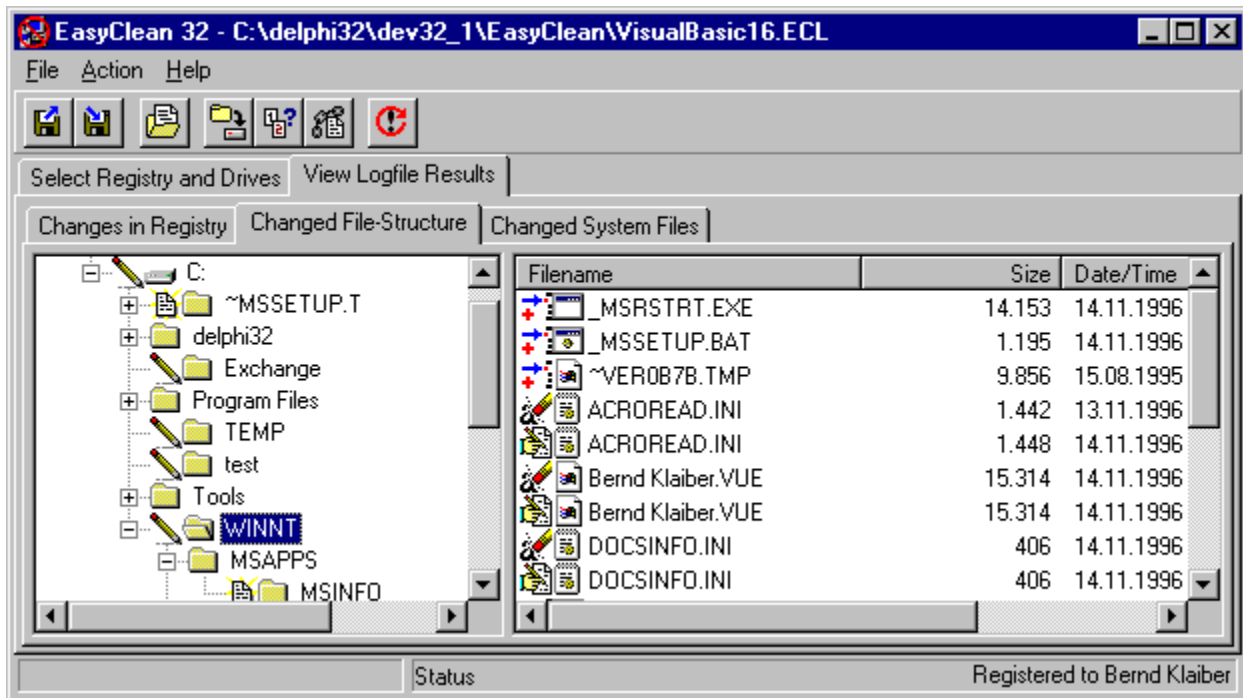 EasyClean 32 - C:\delphi32\dev32_1\EasyClean\VisualBasic16.ECL
File Action Help
Select Registry and Drives View Logfile Results
Changes in Registry Changed File-Structure Changed System Files
C:
~MSSETUP.T
delphi32
Exchange
Program Files
TEMP
test
Tools
WINNT
MSAPPS
MSINFO
Filename Size Date/Time
_MSRSTRT.EXE 14.153 14.11.1996
_MSSETUP.BAT 1.195 14.11.1996
~VER0B7B.TMP 9.856 15.08.1995
ACROREAD.INI 1.442 13.11.1996
ACROREAD.INI 1.448 14.11.1996
Bernd Klaiber.VUE 15.314 14.11.1996
Bernd Klaiber.VUE 15.314 14.11.1996
DOCSINFO.INI 406 14.11.1996
DOCSINFO.INI 406 14.11.1996
Status Registered to Bernd Klaiber